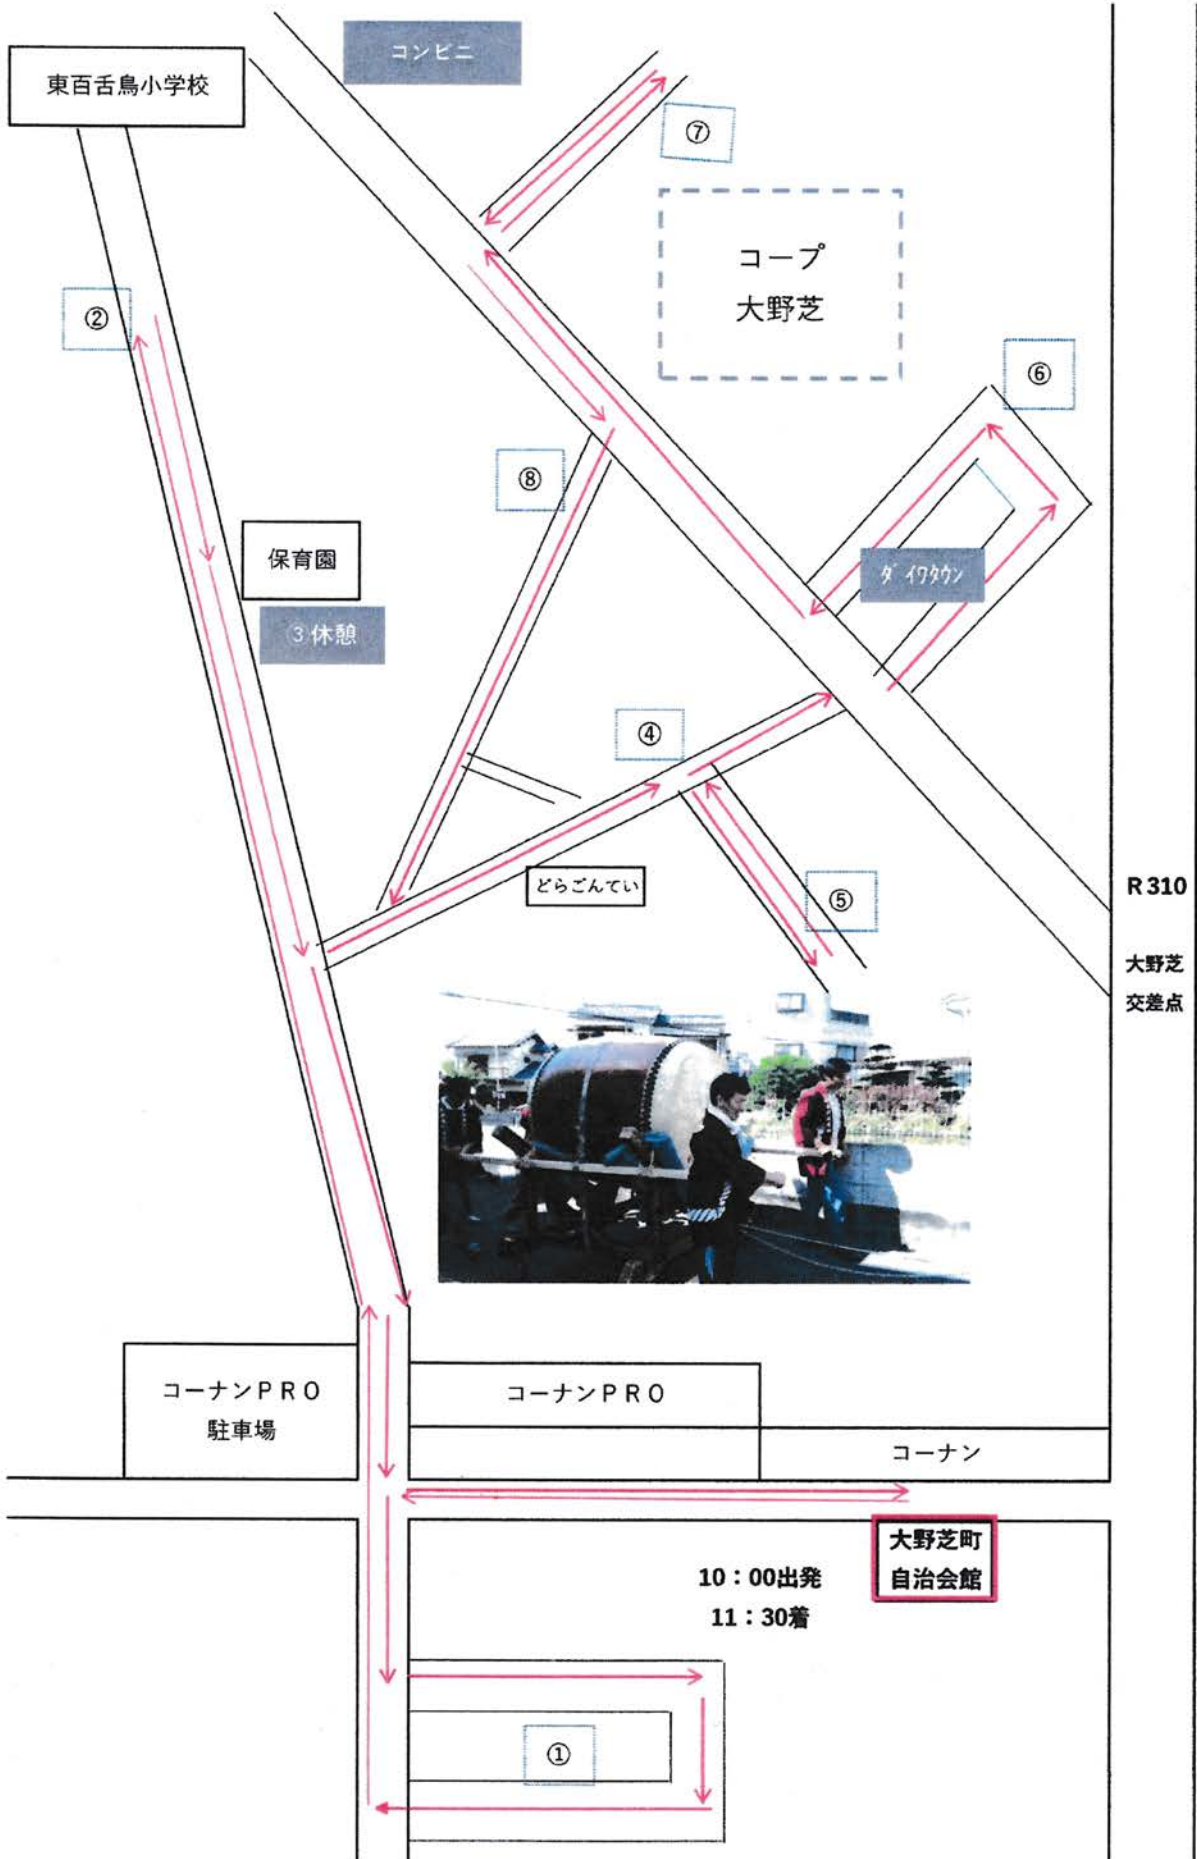 コンビニ
東百舌鳥小学校
⑦
コープ
大野芝
②
⑥
⑧
保育園
ダイワタウン
③休憩
④
どらごんてい
⑤
R310
大野芝
交差点
コーナンPRO
駐車場
コーナンPRO
コーナン
大野芝町
自治会館
10：00出発
11：30着
①